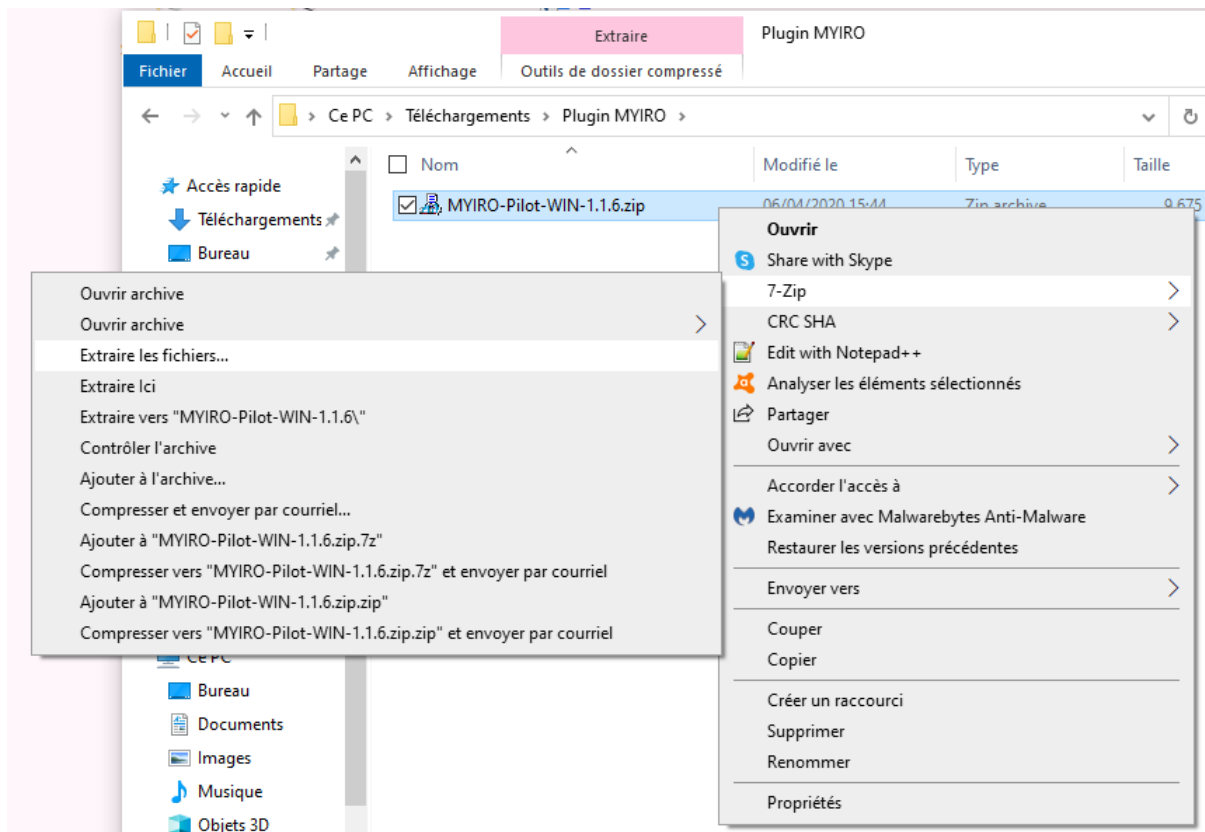 Extraire
Plugin MYIRO
Fichier
Accueil
Partage
Affichage
Outils de dossier compressé
Ce PC > Téléchargements > Plugin MYIRO >
Nom
Modifié le
Type
Taille
Accès rapide
Téléchargements
Bureau
MYIRO-Pilot-WIN-1.1.6.zip
06/04/2020 15:44
Zip archive
9 675
Ouvrir
Share with Skype
7-Zip
CRC SHA
Edit with Notepad++
Analyser les éléments sélectionnés
Partager
Ouvrir avec
Accorder l'accès à
Examiner avec Malwarebytes Anti-Malware
Restaurer les versions précédentes
Envoyer vers
Couper
Copier
Créer un raccourci
Supprimer
Renommer
Propriétés
Ouvrir archive
Ouvrir archive
Extraire les fichiers...
Extraire Ici
Extraire vers "MYIRO-Pilot-WIN-1.1.6\"
Contrôler l'archive
Ajouter à l'archive...
Compresser et envoyer par courriel...
Ajouter à "MYIRO-Pilot-WIN-1.1.6.zip.7z"
Compresser vers "MYIRO-Pilot-WIN-1.1.6.zip.7z" et envoyer par courriel
Ajouter à "MYIRO-Pilot-WIN-1.1.6.zip.zip"
Compresser vers "MYIRO-Pilot-WIN-1.1.6.zip.zip" et envoyer par courriel
Ce PC
Bureau
Documents
Images
Musique
Objets 3D